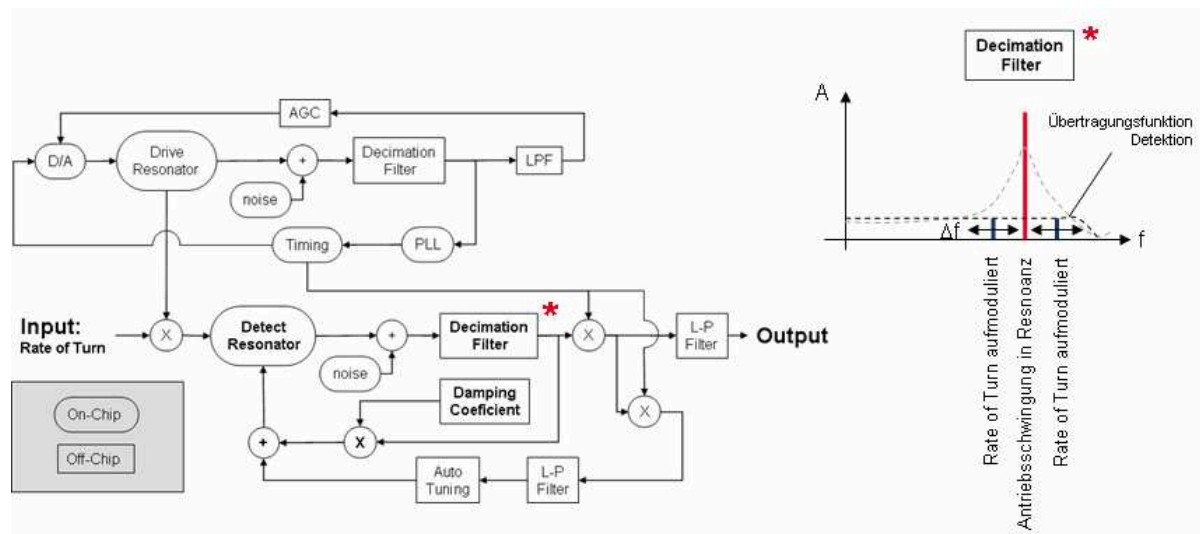 AGC
D/A
Drive
Resonator
+
Decimation
Filter
LPF
noise
Timing
PLL
Input:
Rate of Turn
X
Detect
Resonator
+
Decimation
Filter
*
X
L-P
Filter
Output
noise
Damping
Coeficient
X
+
X
Auto
Tuning
L-P
Filter
On-Chip
Off-Chip
Decimation
Filter
*
A
Übertragungsfunktion
Detektion
Δf
f
Rate of Turn aufmoduliert
Antriebsschwingung in Resnoanz
Rate of Turn aufmoduliert